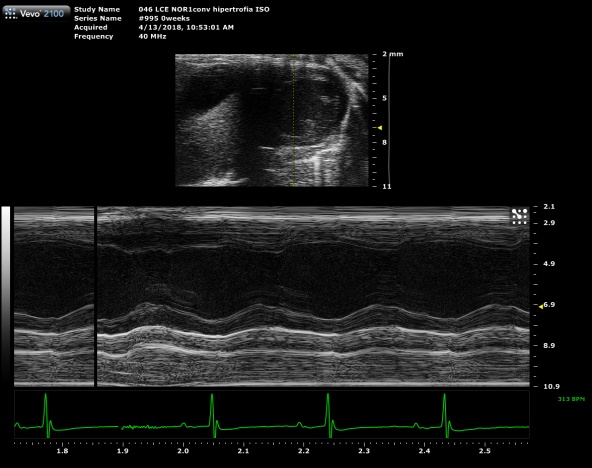 Vevo 2100
Study Name 046 LCE NOR1conv hipertrofia ISO
Series Name #995 0weeks
Acquired 4/13/2018, 10:53:01 AM
Frequency 40 MHz
2 mm
5
8
11
2.1
2.9
4.9
6.9
8.9
10.9
313 BPM
1.8 1.9 2.0 2.1 2.2 2.3 2.4 2.5